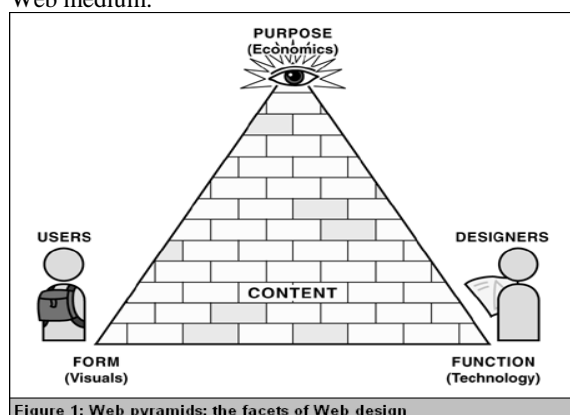 Web medium.
PURPOSE
(Economics)
USERS
DESIGNERS
CONTENT
FORM
(Visuals)
FUNCTION
(Technology)
Figure 1: Web pyramids: the facets of Web design